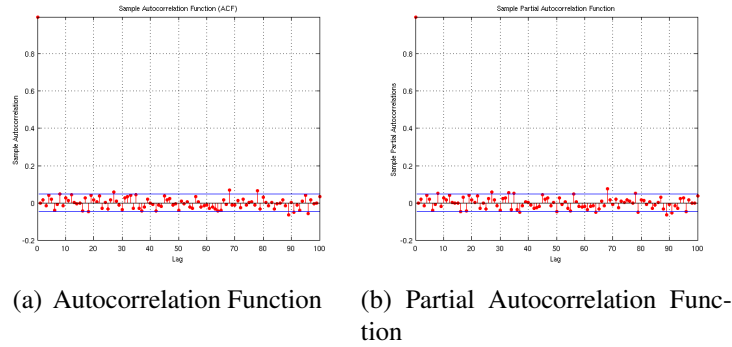 Sample Autocorrelation Function (ACF)
0.8
0.6
0.4
0.2
0
-0.2
0 10 20 30 40 50 60 70 80 90 100
Sample Autocorrelation
Lag
Sample Partial Autocorrelation Function
0.8
0.6
0.4
0.2
0
-0.2
0 10 20 30 40 50 60 70 80 90 100
Sample Partial Autocorrelations
Lag
(a) Autocorrelation Function
(b) Partial Autocorrelation Func-
tion